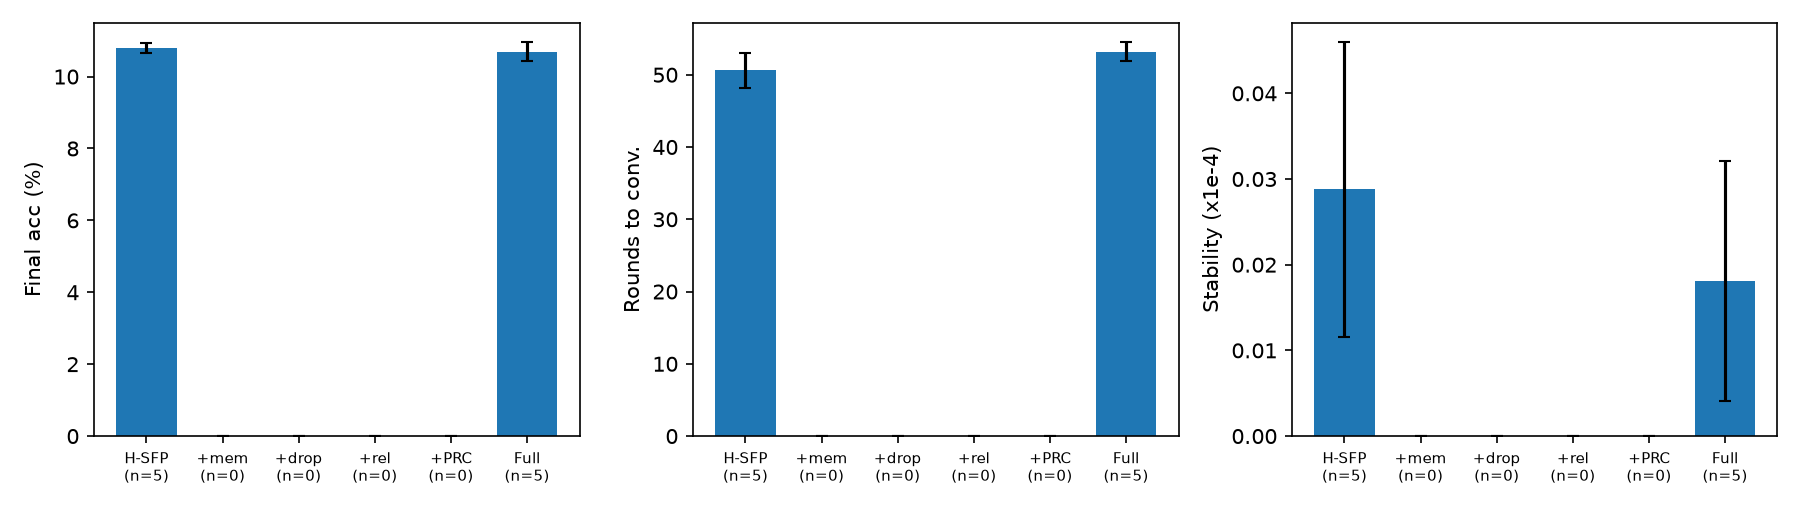 Final acc (%)
10
8
6
4
2
0
H-SFP
(n=5)
+mem
(n=0)
+drop
(n=0)
+rel
(n=0)
+PRC
(n=0)
Full
(n=5)
Rounds to conv.
50
40
30
20
10
0
H-SFP
(n=5)
+mem
(n=0)
+drop
(n=0)
+rel
(n=0)
+PRC
(n=0)
Full
(n=5)
Stability (x1e-4)
0.04
0.03
0.02
0.01
0.00
H-SFP
(n=5)
+mem
(n=0)
+drop
(n=0)
+rel
(n=0)
+PRC
(n=0)
Full
(n=5)